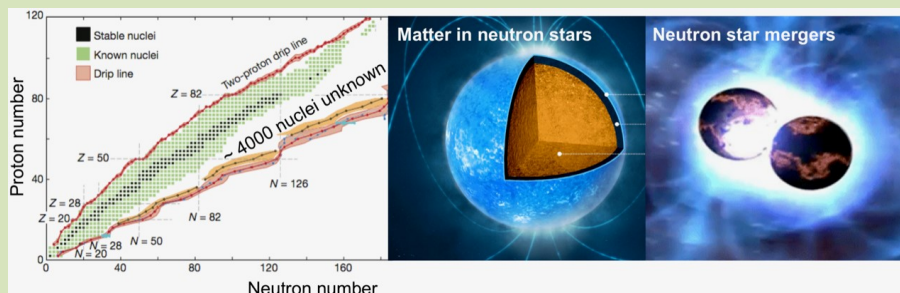 120
Stable nuclei
Known nuclei
Drip line
Two-proton drip line
Z = 82
~ 4000 nuclei unknown
80
Proton number
Z = 50
N = 126
40
Z = 28
N = 82
Z = 20
N = 50
N = 28
N = 20
0
0
40
80
120
160
Neutron number
Matter in neutron stars
Neutron star mergers